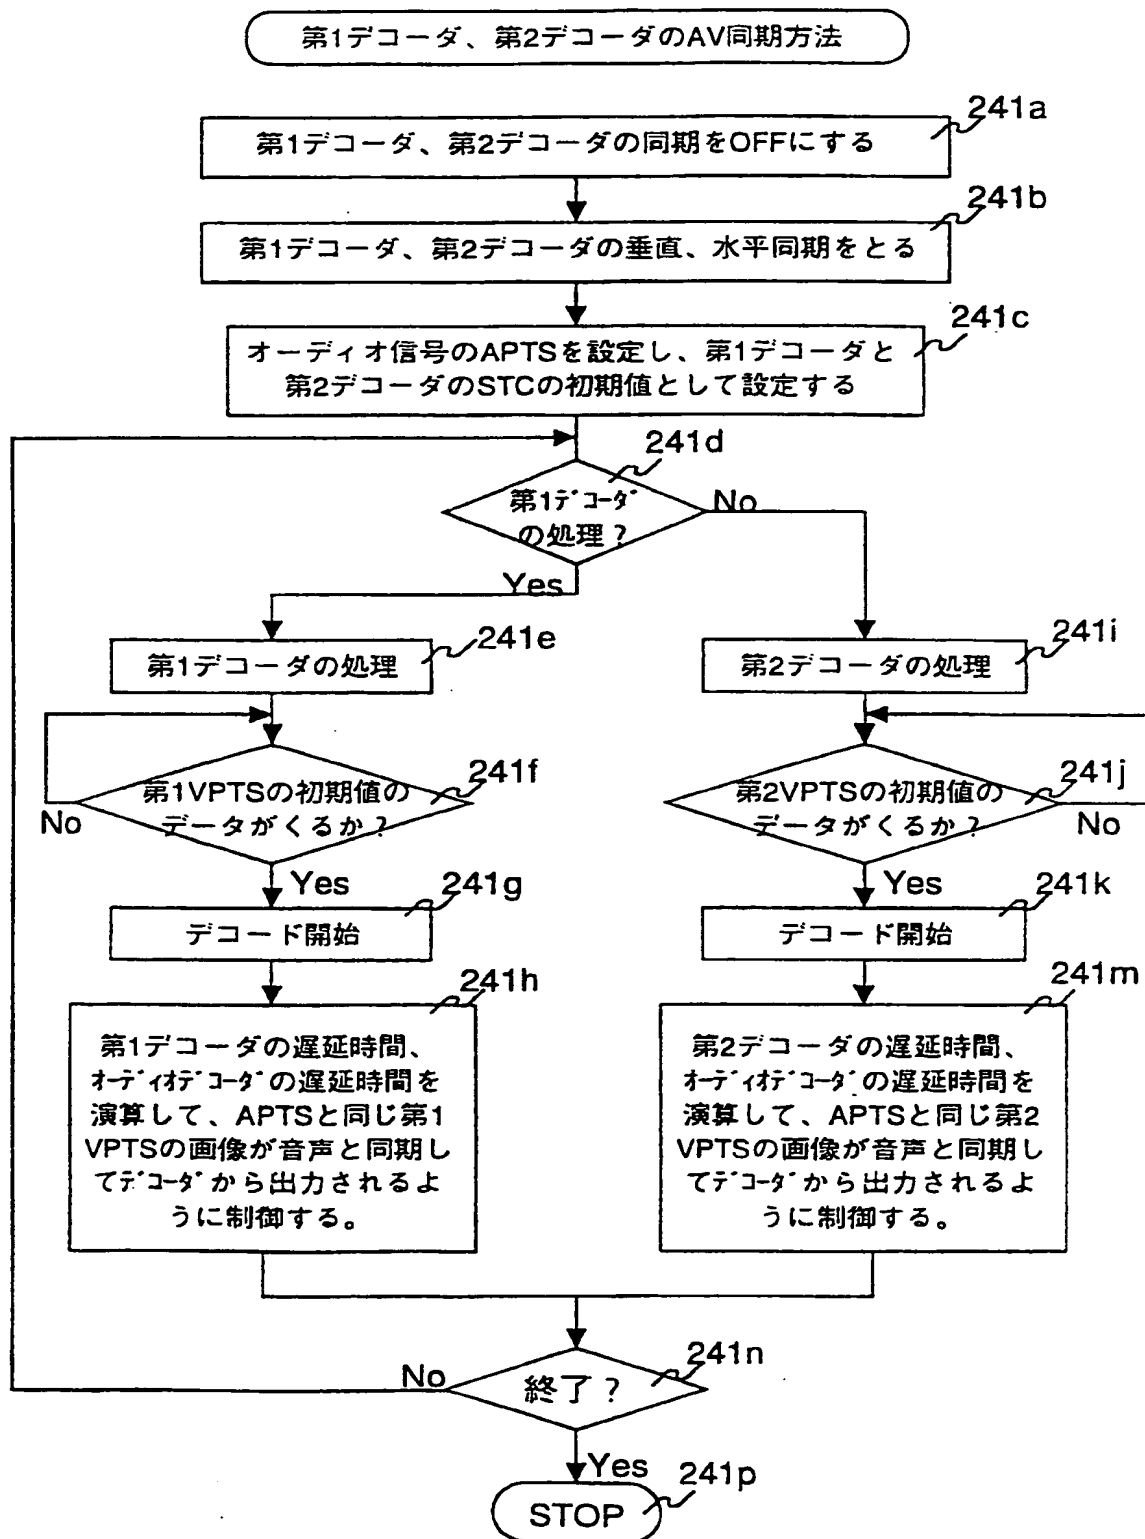 第1デコーダ、第2デコーダのAV同期方法
241a
第1デコーダ、第2デコーダの同期をOFFにする
241b
第1デコーダ、第2デコーダの垂直、水平同期をとる
241c
オーディオ信号のAPTSを設定し、第1デコーダと
第2デコーダのSTCの初期値として設定する
241d
第1ﾃﾞｺｰﾀﾞ
の処理？
No
Yes
241e
第1デコーダの処理
241i
第2デコーダの処理
241f
第1VPTSの初期値の
データがくるか？
No
241j
第2VPTSの初期値の
データがくるか？
No
Yes
241g
デコード開始
Yes
241k
デコード開始
241h
第1デコーダの遅延時間、
ｵｰﾃﾞｨｵﾃﾞｺｰﾀﾞの遅延時間を
演算して、APTSと同じ第1
VPTSの画像が音声と同期し
てﾃﾞｺｰﾀﾞから出力されるよ
うに制御する。
241m
第2デコーダの遅延時間、
ｵｰﾃﾞｨｵﾃﾞｺｰﾀﾞの遅延時間を
演算して、APTSと同じ第2
VPTSの画像が音声と同期し
てﾃﾞｺｰﾀﾞから出力されるよ
うに制御する。
241n
No
終了？
Yes
241p
STOP